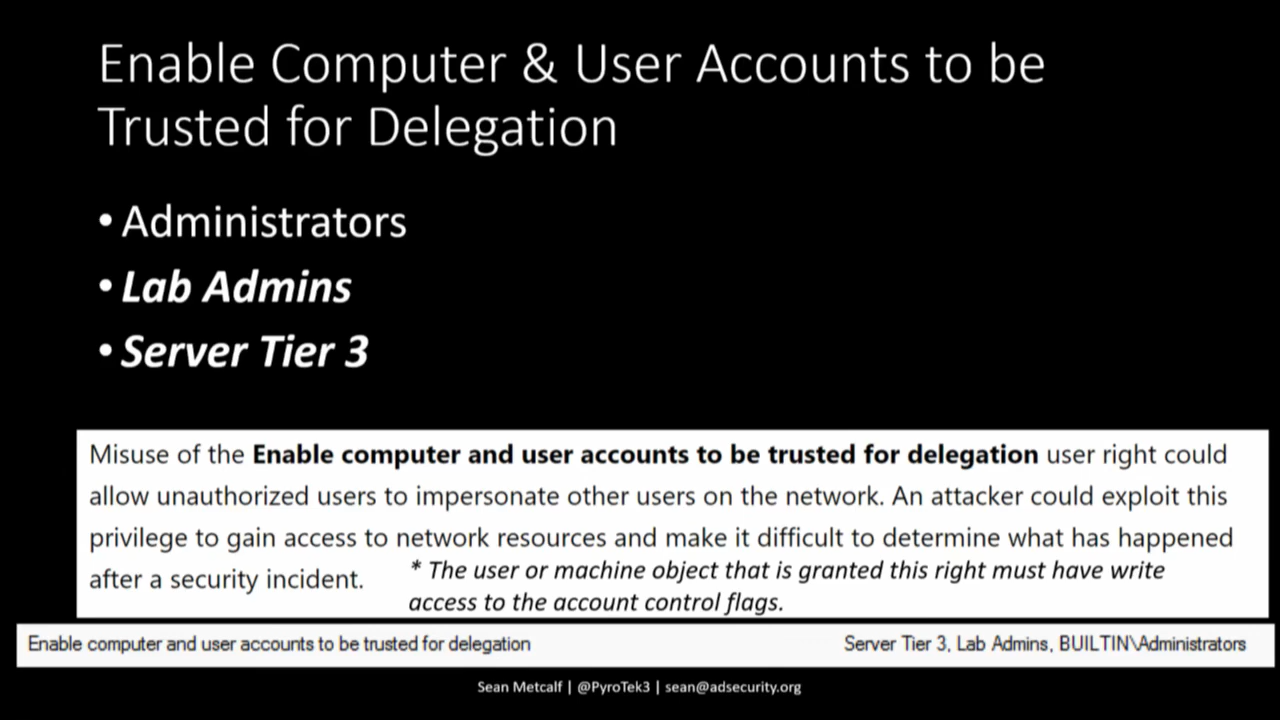 Enable Computer & User Accounts to be
Trusted for Delegation
• Administrators
• Lab Admins
• Server Tier 3
Misuse of the Enable computer and user accounts to be trusted for delegation user right could
allow unauthorized users to impersonate other users on the network. An attacker could exploit this
privilege to gain access to network resources and make it difficult to determine what has happened
after a security incident.
* The user or machine object that is granted this right must have write
access to the account control flags.
Enable computer and user accounts to be trusted for delegation Server Tier 3, Lab Admins, BUILTIN\Administrators
Sean Metcalf | @PyroTek3 | sean@adsecurity.org